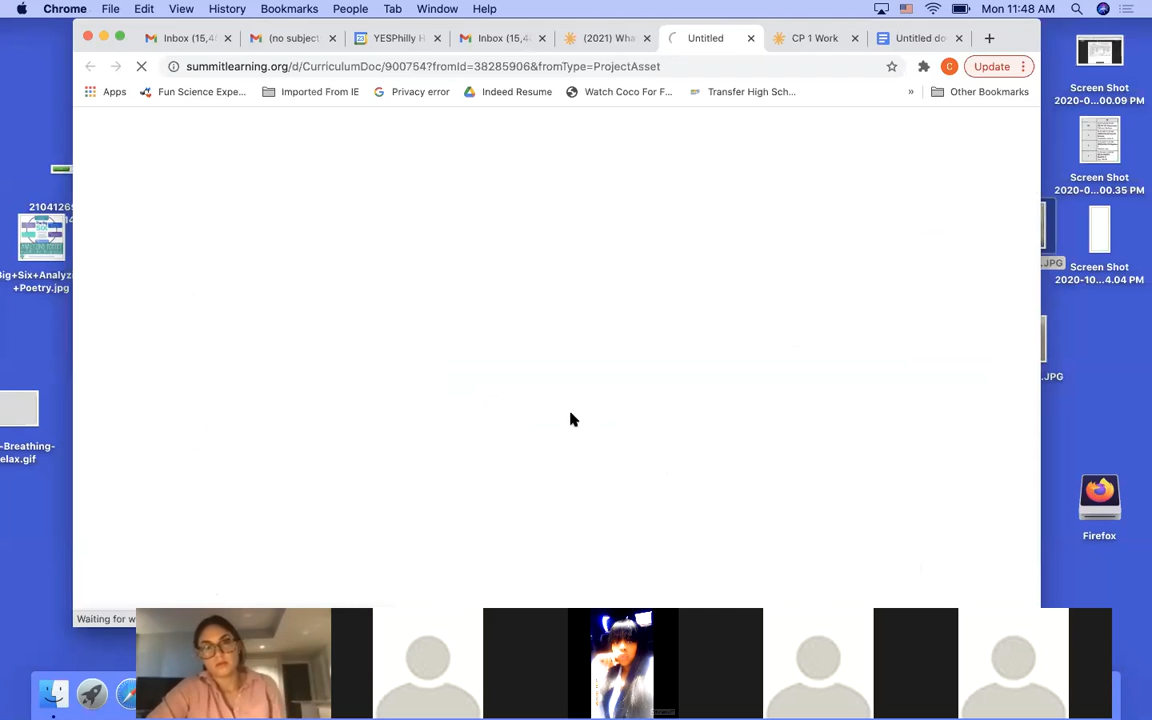 Chrome File Edit View History Bookmarks People Tab Window Help Mon 11:48 AM
Inbox (15,4 (no subject YESPhilly H Inbox (15,4 (2021) Wha Untitled CP 1 Work Untitled do
summitlearning.org/d/CurriculumDoc/900754?fromId=38285906&fromType=ProjectAsset C Update
Apps Fun Science Expe... Imported From IE Privacy error Indeed Resume Watch Coco For F... Transfer High Sch... » Other Bookmarks
Screen Shot
2020-0...00.09 PM
Screen Shot
2020-0...00.35 PM
2104126
Big+Six+Analyz
+Poetry.jpg
.JPG
Screen Shot
2020-10...4.04 PM
.JPG
-Breathing-
elax.gif
Firefox
Waiting for w